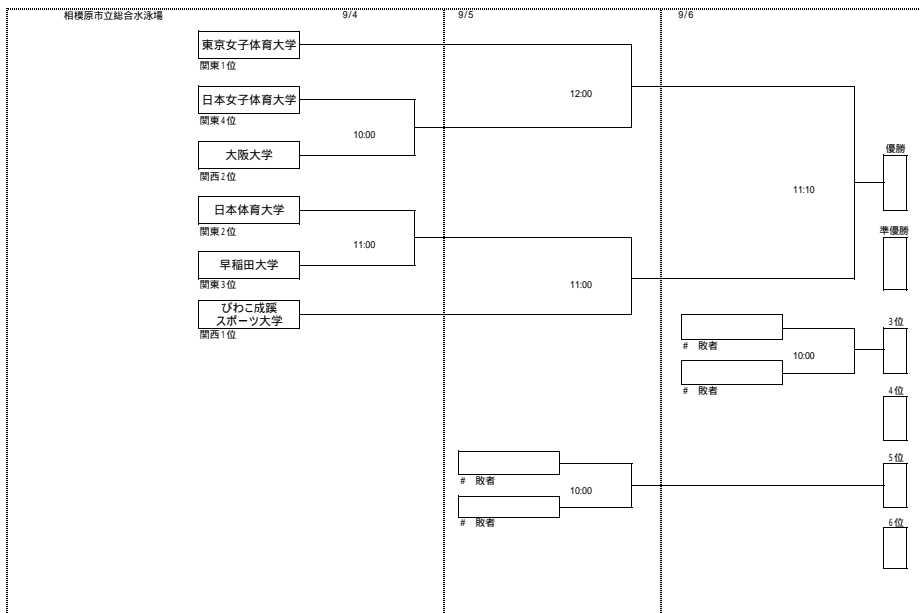 相模原市立総合水泳場 9/4 9/5 9/6
東京女子体育大学
関東1位
12:00
日本女子体育大学
関東4位
10:00
大阪大学
関西2位
優勝
11:10
日本体育大学
関東2位
準優勝
11:00
早稲田大学
関東3位
11:00
びわこ成蹊
スポーツ大学
関西1位
3位
# 敗者
10:00
# 敗者
4位
5位
# 敗者
10:00
# 敗者
6位